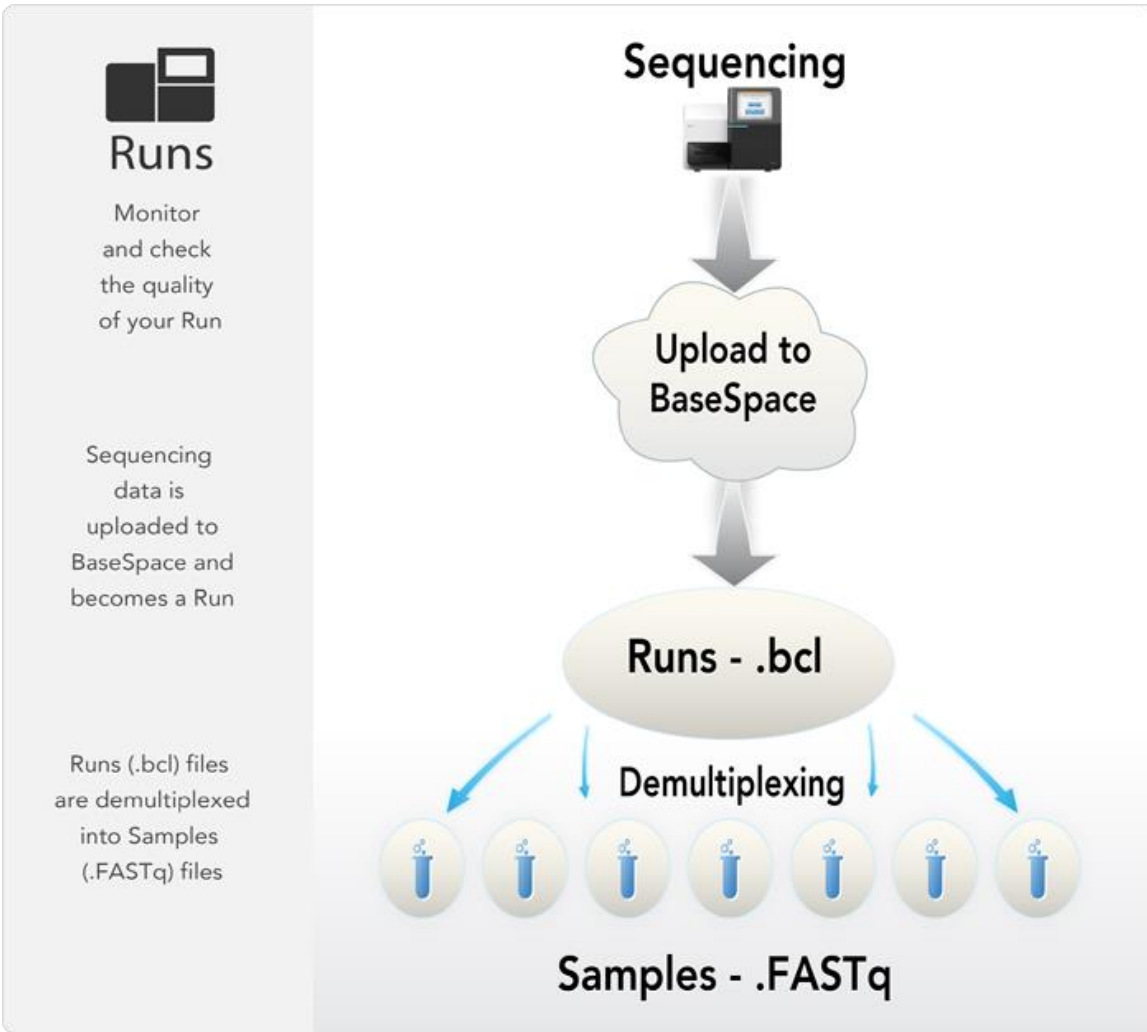 Runs
Monitor
and check
the quality
of your Run
Sequencing
data is
uploaded to
BaseSpace and
becomes a Run
Runs (.bcl) files
are demultiplexed
into Samples
(.FASTq) files
Sequencing
Upload to
BaseSpace
Runs - .bcl
Demultiplexing
Samples - .FASTq